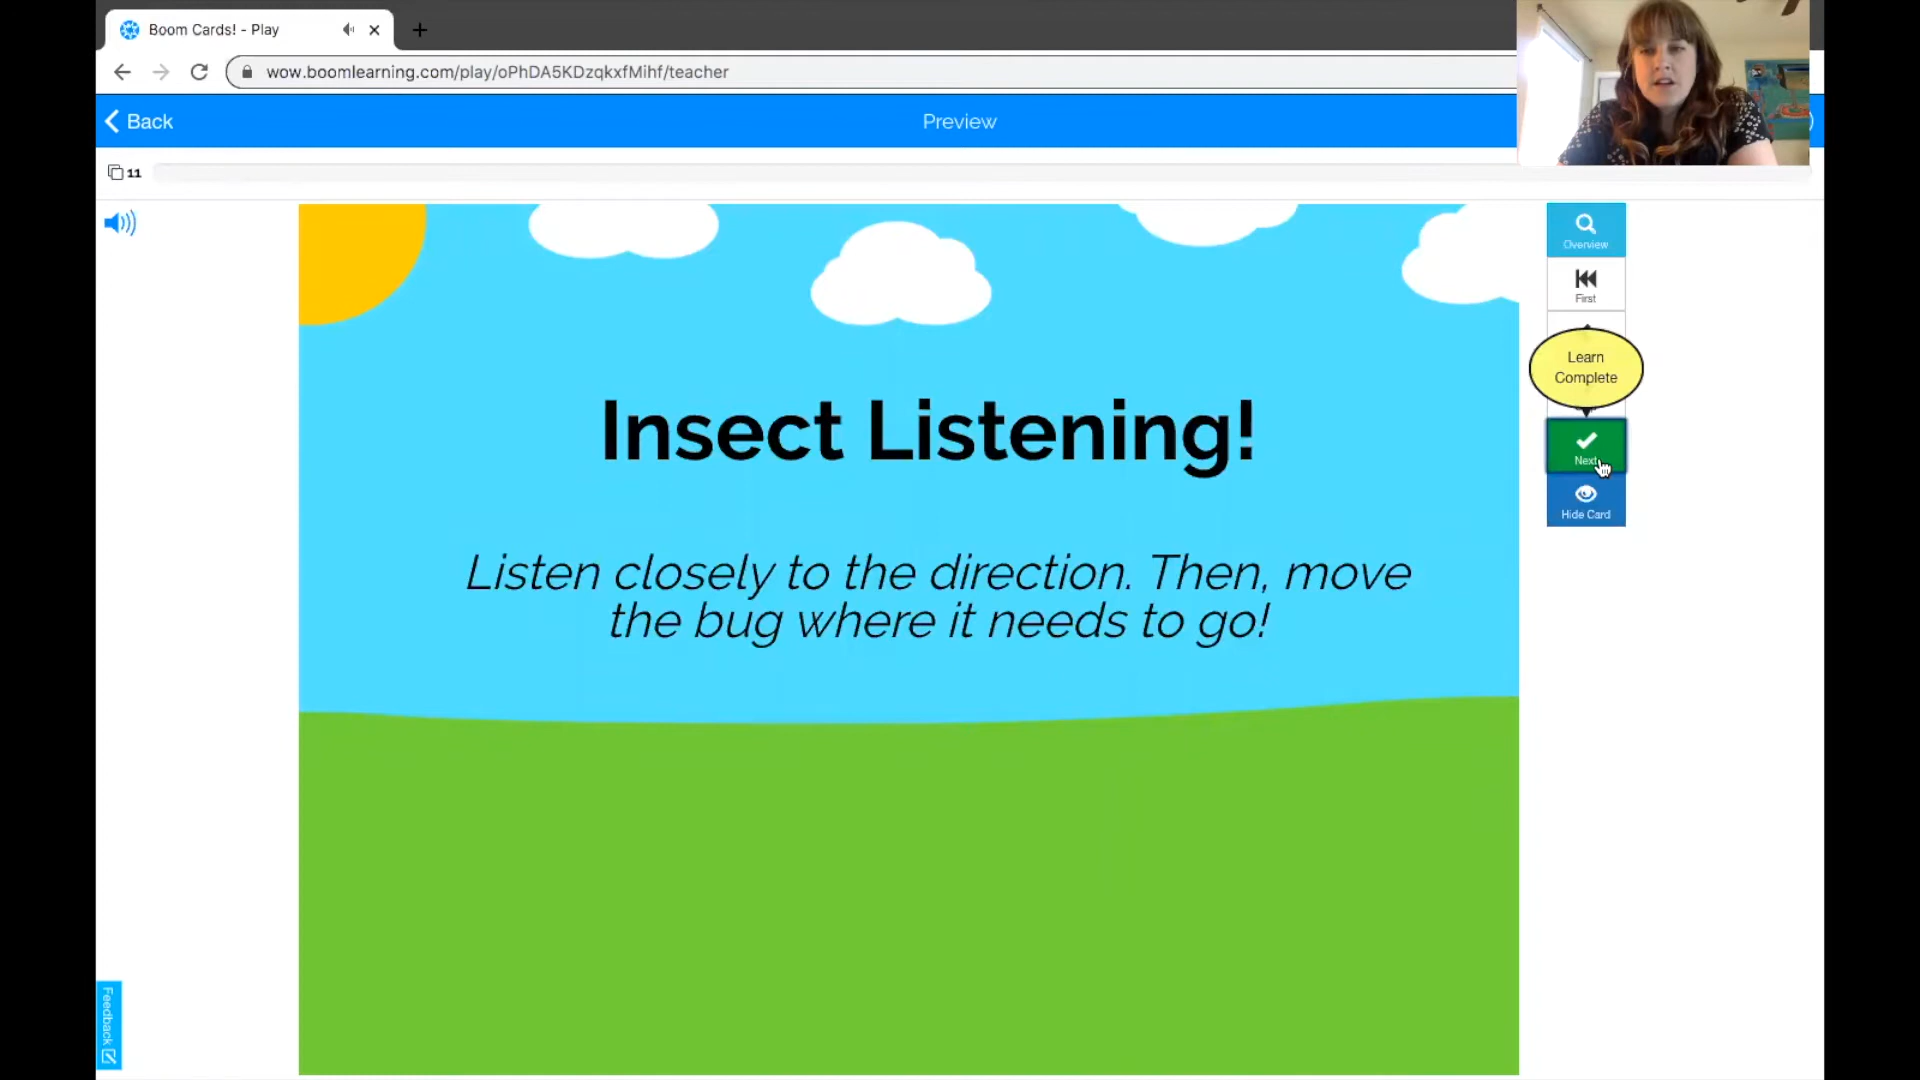 Boom Cards! - Play
wow.boomlearning.com/play/oPhDA5KDzqkxfMihf/teacher
Back
Preview
11
Overview
First
Learn
Complete
Next
Hide Card
Insect Listening!
Listen closely to the direction. Then, move
the bug where it needs to go!
Feedback